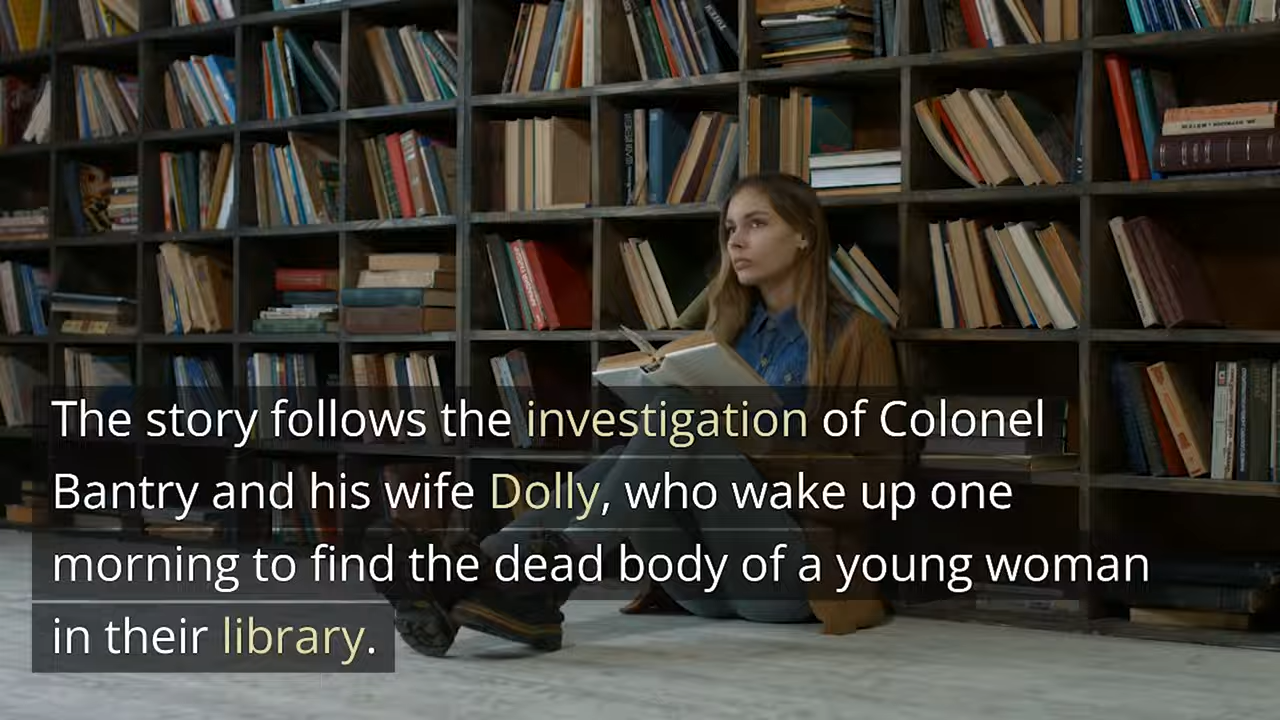 The story follows the investigation of Colonel
Bantry and his wife Dolly, who wake up one
morning to find the dead body of a young woman
in their library.